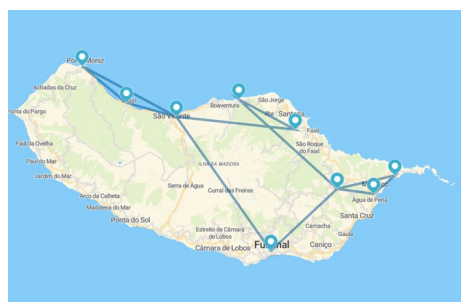 Porto Moniz
Achadas da Cruz
Ponta do Pargo
São Jorge
Boaventura
Ilha
Santana
São Vicente
Faial
Fajã da Ovelha
São Roque
do Faial
Paul do Mar
ILHA DA MADEIRA
Jardim do Mar
Serra de Água
Curral das Freiras
Água de Pena
Arco da Calheta
Madalena do Mar
Santa Cruz
Ponta do Sol
Camacha
Estreito de Câmara
de Lobos
Gaula
Câmara de Lobos
Funchal
Caniço